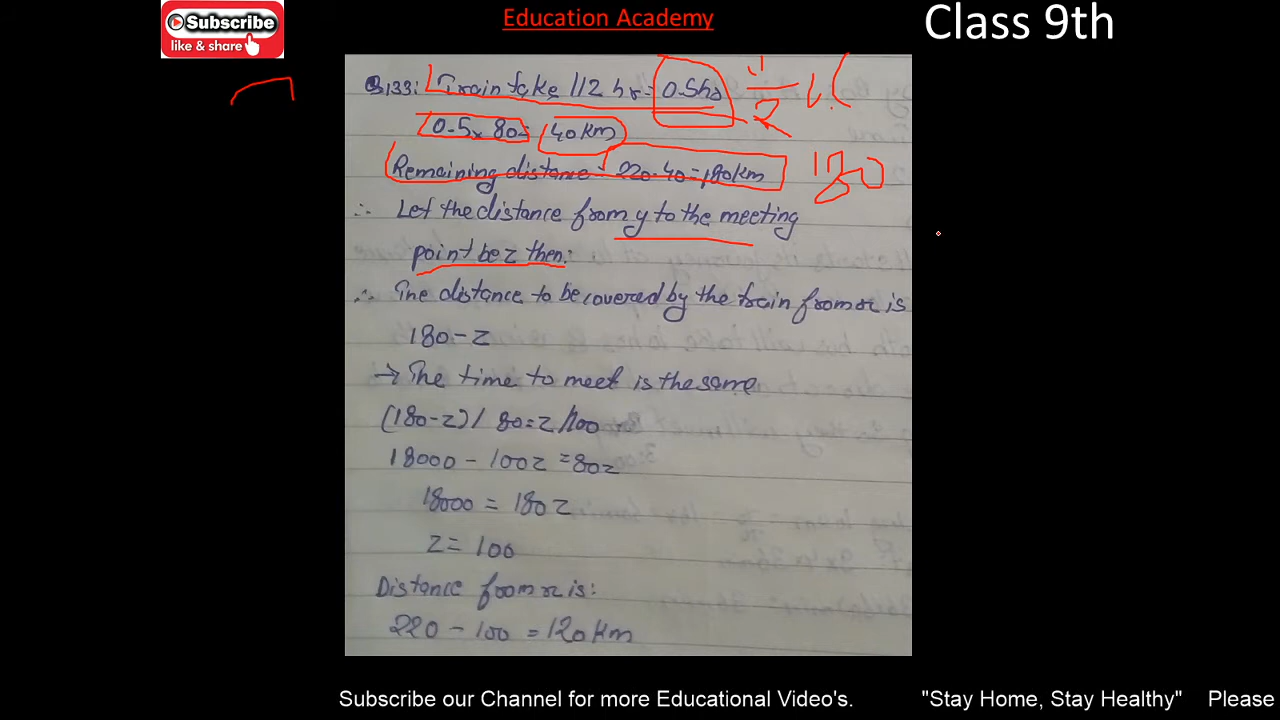 Subscribe
like & share
Education Academy
Class 9th
Q133: Train take 1/2 hr = 0.5hs
1/2
0.5x 80= 40km
Remaining distance = 220-40=180km
180
∴ Let the distance from y to the meeting
point be z then:
∴ The distance to be covered by the train from x is
180-z
→ The time to meet is the same
(180-z)/ 80=z/100
18000 - 100z =80z
18000 = 180z
z= 100
Distance from x is:
220 - 100 = 120km
Subscribe our Channel for more Educational Video's. "Stay Home, Stay Healthy" Please